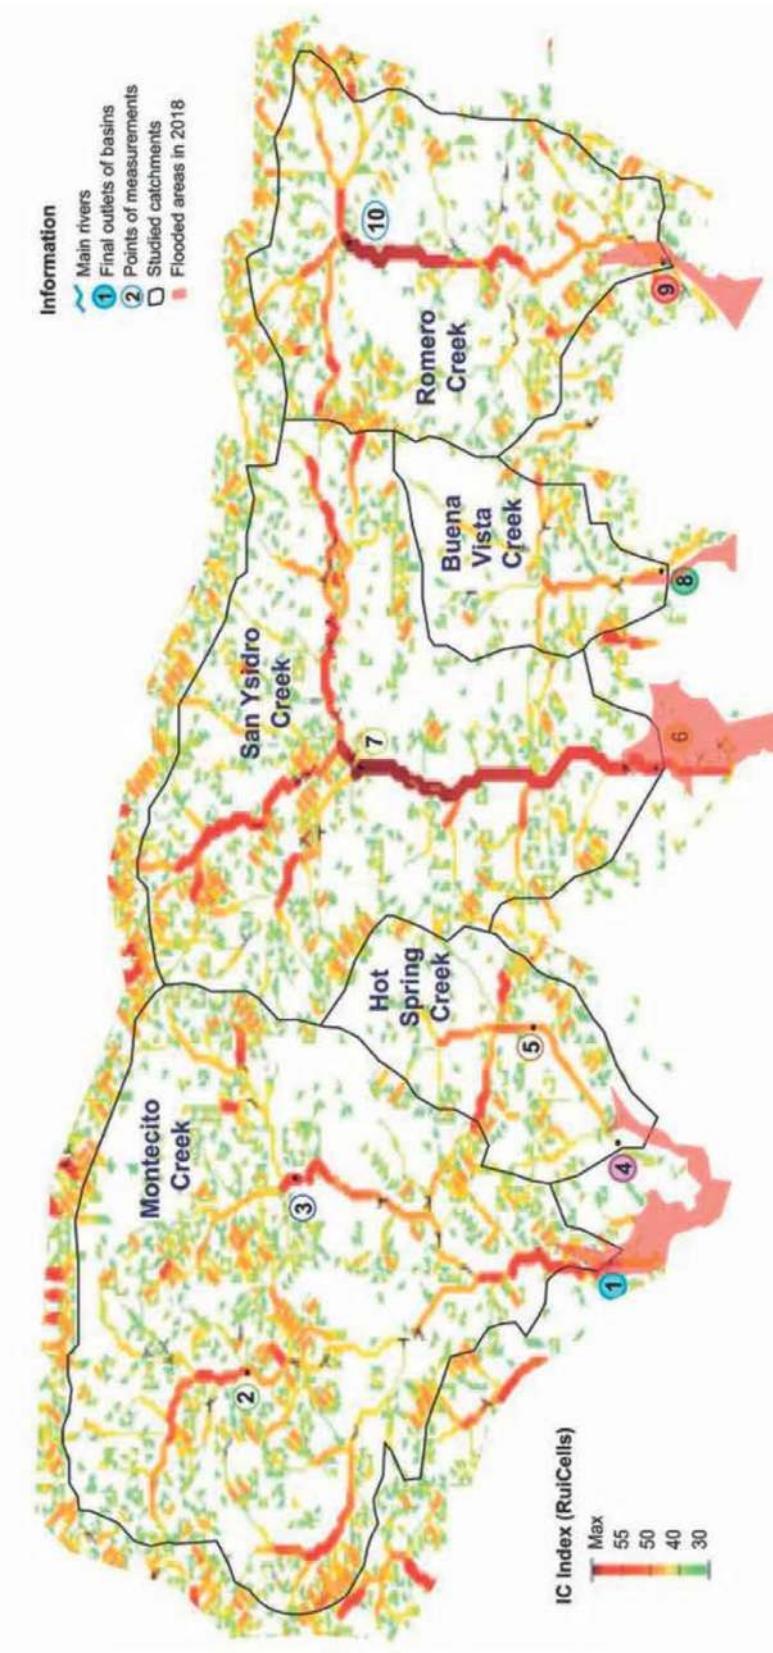 Information
Main rivers
1 Final outlets of basins
2 Points of measurements
Studied catchments
Flooded areas in 2018
Montecito
Creek
Hot
Spring
Creek
San Ysidro
Creek
Buena
Vista
Creek
Romero
Creek
1
2
3
4
5
6
7
8
9
10
IC Index (RuiCells)
Max
55
50
40
30